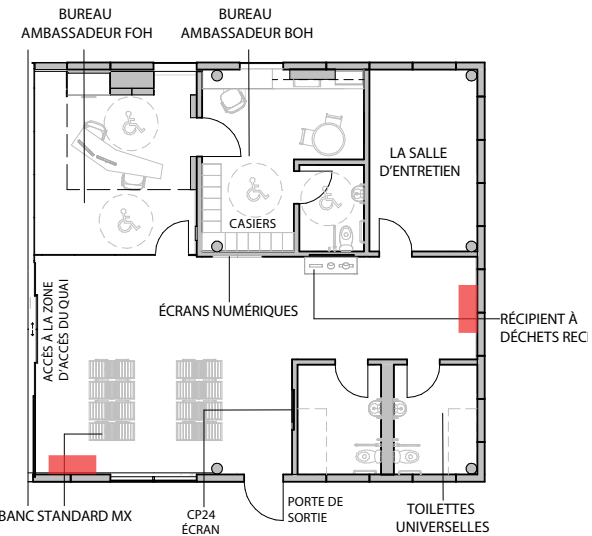 BUREAU
AMBASSADEUR FOH
BUREAU
AMBASSADEUR BOH
LA SALLE
D'ENTRETIEN
CASIERS
ÉCRANS NUMÉRIQUES
ACCÈS À LA ZONE
D'ACCÈS DU QUAI
RÉCIPIENT À
DÉCHETS RECI
BANC STANDARD MX
CP24
ÉCRAN
PORTE DE
SORTIE
TOILETTES
UNIVERSELLES